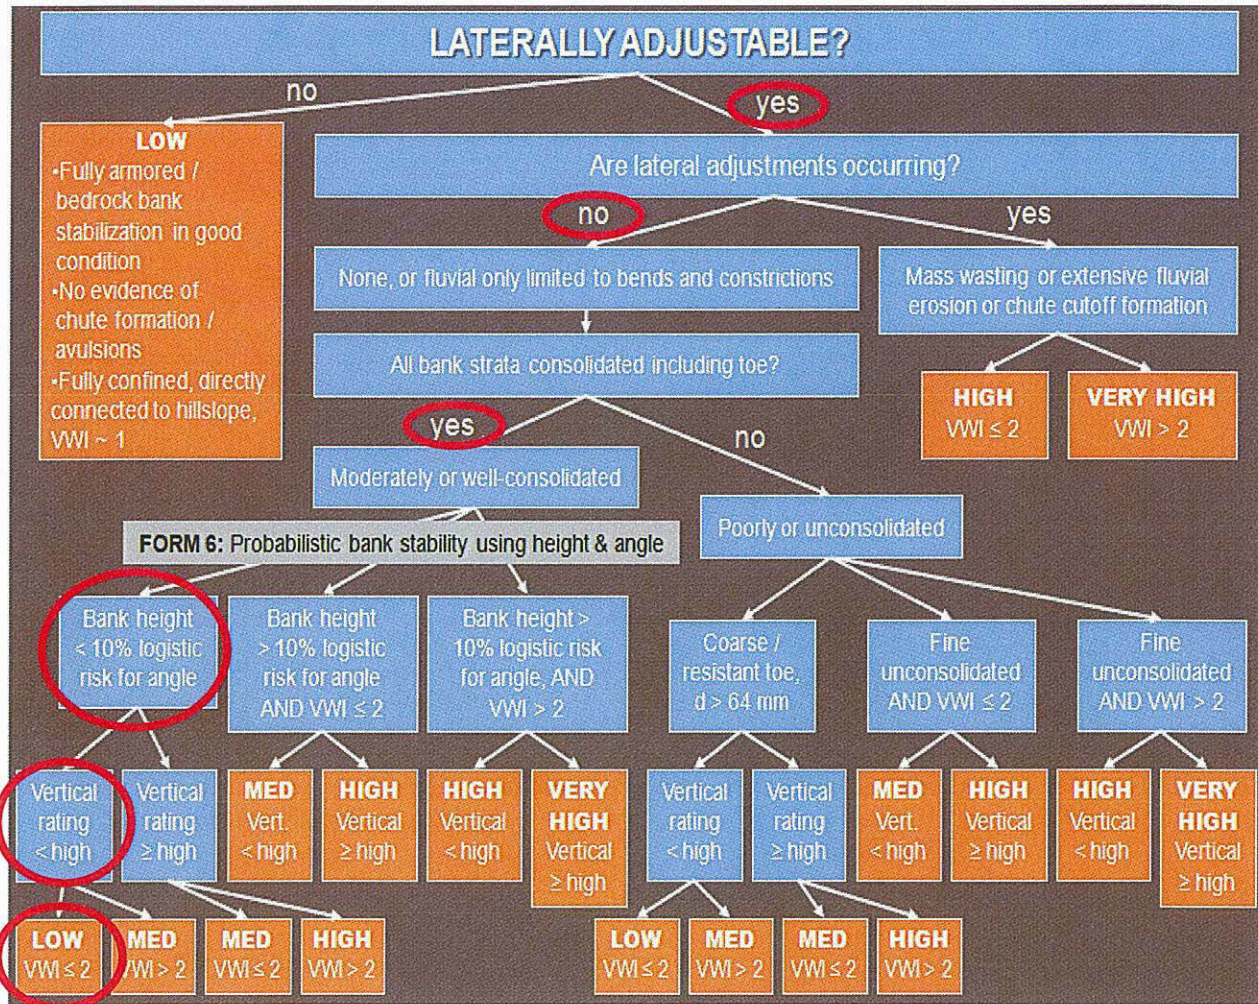 LATERALLY ADJUSTABLE?
no
yes
LOW
•Fully armored /
bedrock bank
stabilization in good
condition
•No evidence of
chute formation /
avulsions
•Fully confined, directly
connected to hillslope,
VWI ~ 1
Are lateral adjustments occurring?
no
yes
None, or fluvial only limited to bends and constrictions
Mass wasting or extensive fluvial
erosion or chute cutoff formation
All bank strata consolidated including toe?
HIGH
VWI ≤ 2
VERY HIGH
VWI > 2
yes
no
Moderately or well-consolidated
Poorly or unconsolidated
FORM 6: Probabilistic bank stability using height & angle
Bank height
< 10% logistic
risk for angle
Bank height
> 10% logistic
risk for angle
AND VWI ≤ 2
Bank height >
10% logistic risk
for angle, AND
VWI > 2
Coarse /
resistant toe,
d > 64 mm
Fine
unconsolidated
AND VWI ≤ 2
Fine
unconsolidated
AND VWI > 2
Vertical
rating
< high
Vertical
rating
≥ high
MED
Vert.
< high
HIGH
Vertical
≥ high
HIGH
Vertical
< high
VERY
HIGH
Vertical
≥ high
Vertical
rating
< high
Vertical
rating
≥ high
MED
Vert.
< high
HIGH
Vertical
≥ high
HIGH
Vertical
< high
VERY
HIGH
Vertical
≥ high
LOW
VWI ≤ 2
MED
VWI > 2
MED
VWI ≤ 2
HIGH
VWI > 2
LOW
VWI ≤ 2
MED
VWI > 2
MED
VWI ≤ 2
HIGH
VWI > 2